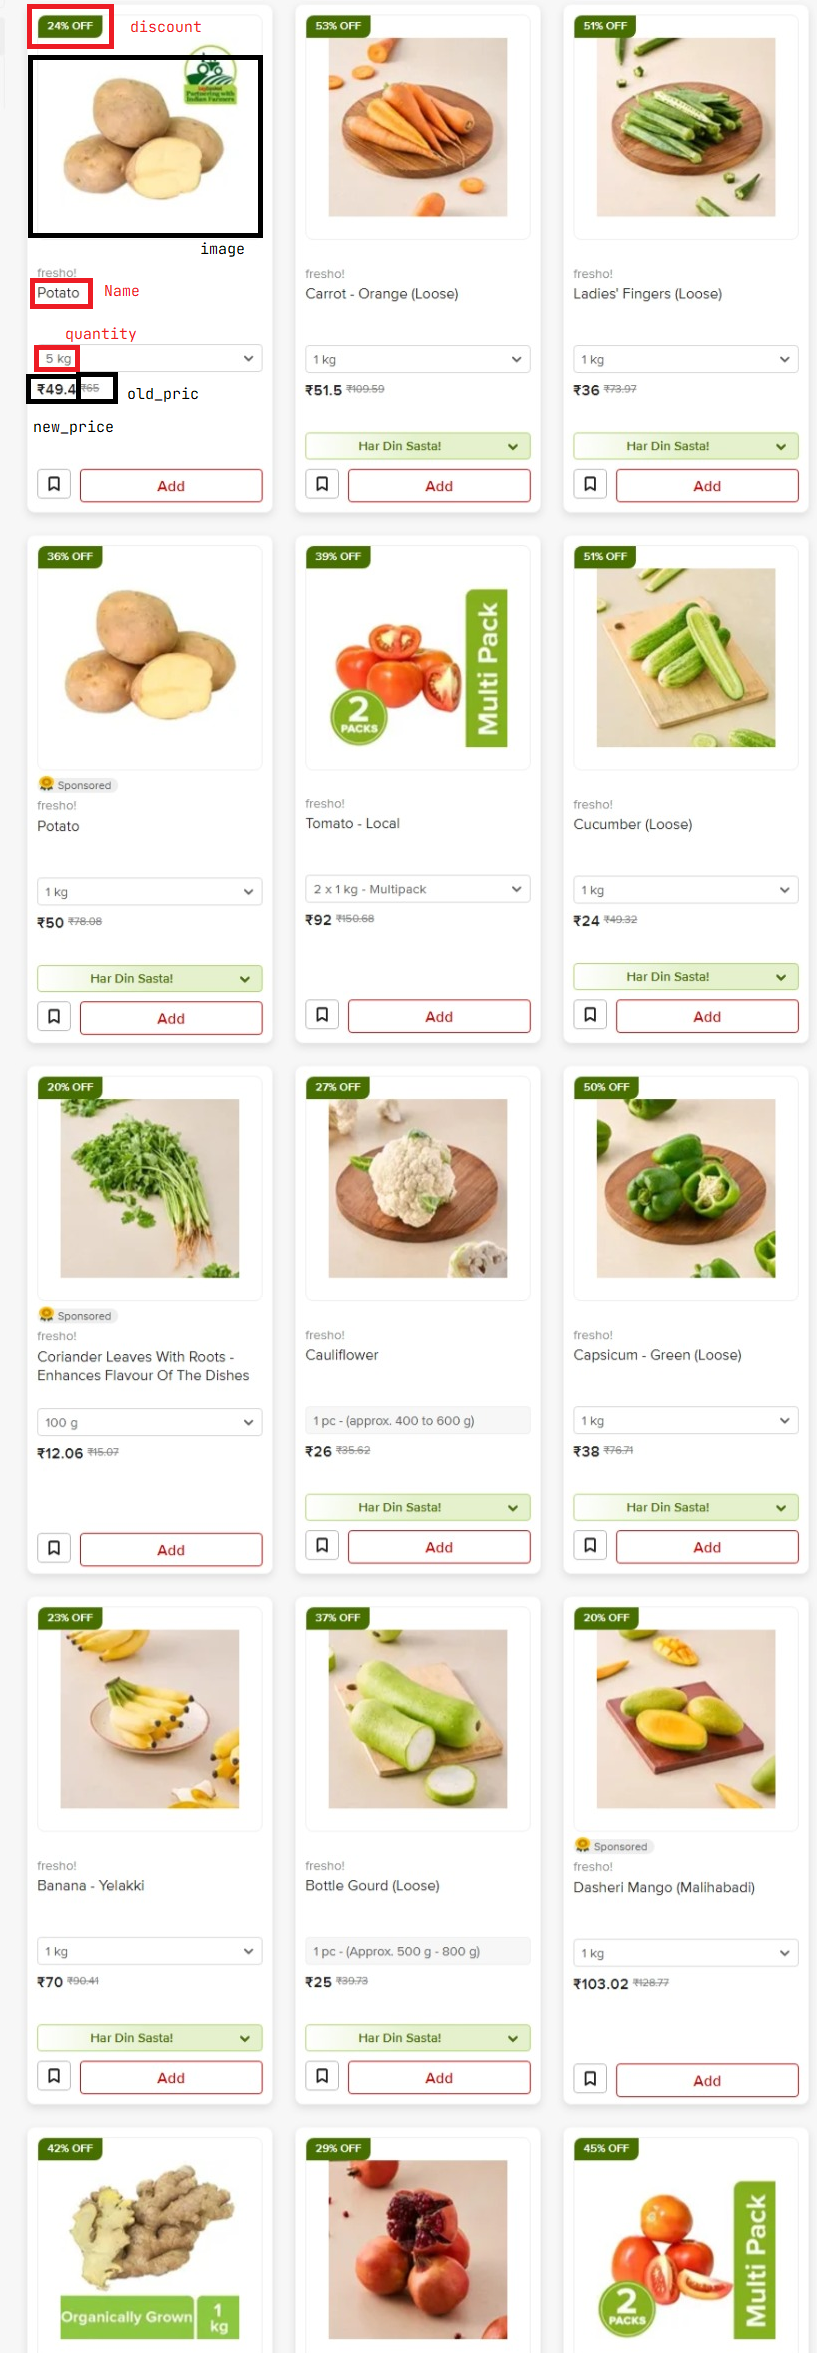 24% OFF
discount
bigbasket
Partnering with
Indian Farmers
image
fresho!
Potato
Name
quantity
5 kg
₹49.4 ₹65
old_pric
new_price
Add
53% OFF
fresho!
Carrot - Orange (Loose)
1 kg
₹51.5 ₹109.59
Har Din Sasta!
Add
51% OFF
fresho!
Ladies' Fingers (Loose)
1 kg
₹36 ₹73.97
Har Din Sasta!
Add
36% OFF
Sponsored
fresho!
Potato
1 kg
₹50 ₹78.08
Har Din Sasta!
Add
39% OFF
Multi Pack
2
PACKS
fresho!
Tomato - Local
2 x 1 kg - Multipack
₹92 ₹150.68
Add
51% OFF
fresho!
Cucumber (Loose)
1 kg
₹24 ₹49.32
Har Din Sasta!
Add
20% OFF
Sponsored
fresho!
Coriander Leaves With Roots -
Enhances Flavour Of The Dishes
100 g
₹12.06 ₹15.07
Add
27% OFF
fresho!
Cauliflower
1 pc - (approx. 400 to 600 g)
₹26 ₹35.62
Har Din Sasta!
Add
50% OFF
fresho!
Capsicum - Green (Loose)
1 kg
₹38 ₹76.71
Har Din Sasta!
Add
23% OFF
fresho!
Banana - Yelakki
1 kg
₹70 ₹90.41
Har Din Sasta!
Add
37% OFF
fresho!
Bottle Gourd (Loose)
1 pc - (Approx. 500 g - 800 g)
₹25 ₹39.73
Har Din Sasta!
Add
20% OFF
Sponsored
fresho!
Dasheri Mango (Malihabadi)
1 kg
₹103.02 ₹128.77
Add
42% OFF
Organically Grown
1
kg
29% OFF
45% OFF
Multi Pack
2
PACKS